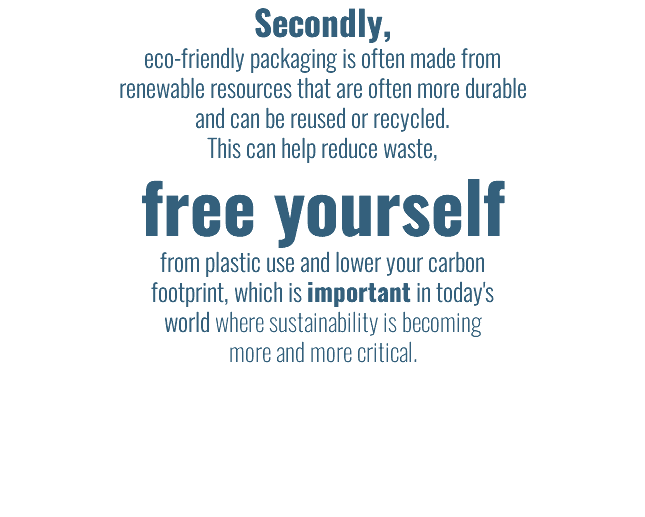 Secondly,
eco-friendly packaging is often made from
renewable resources that are often more durable
and can be reused or recycled.
This can help reduce waste,
free yourself
from plastic use and lower your carbon
footprint, which is important in today's
world where sustainability is becoming
more and more critical.